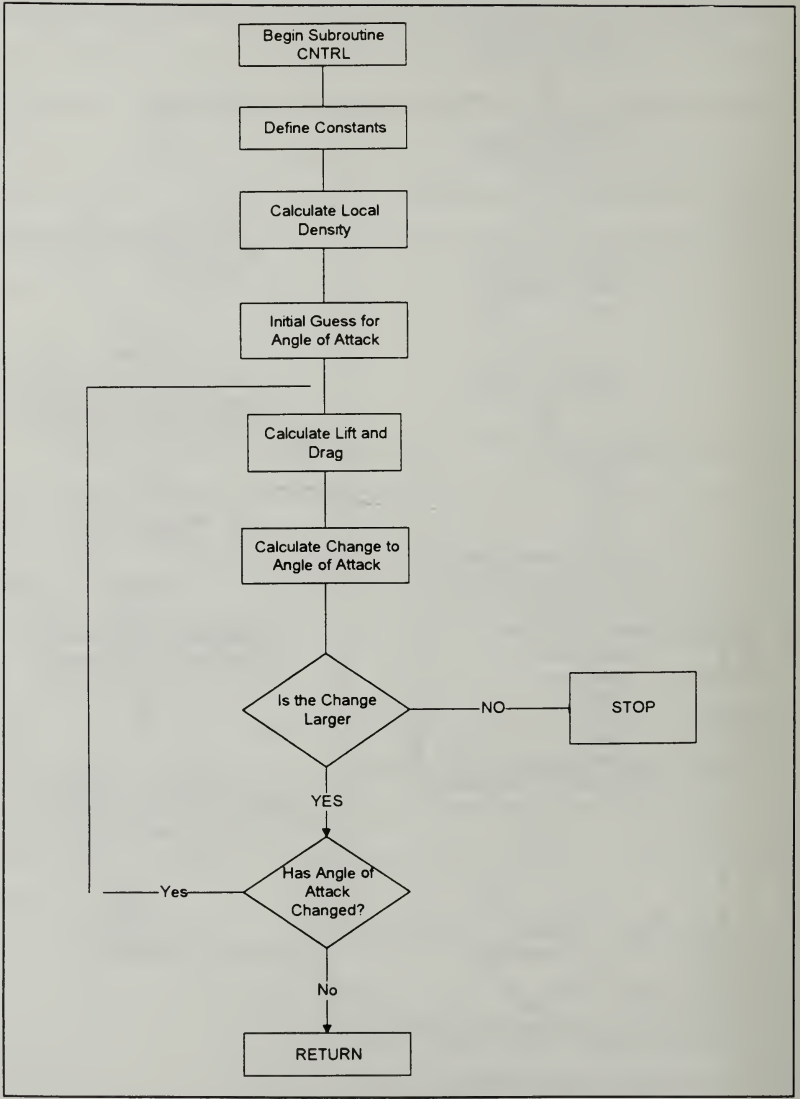 Begin Subroutine
CNTRL
Define Constants
Calculate Local
Density
Initial Guess for
Angle of Attack
Calculate Lift and
Drag
Calculate Change to
Angle of Attack
Is the Change
Larger
NO
STOP
YES
Has Angle of
Attack
Changed?
Yes
No
RETURN